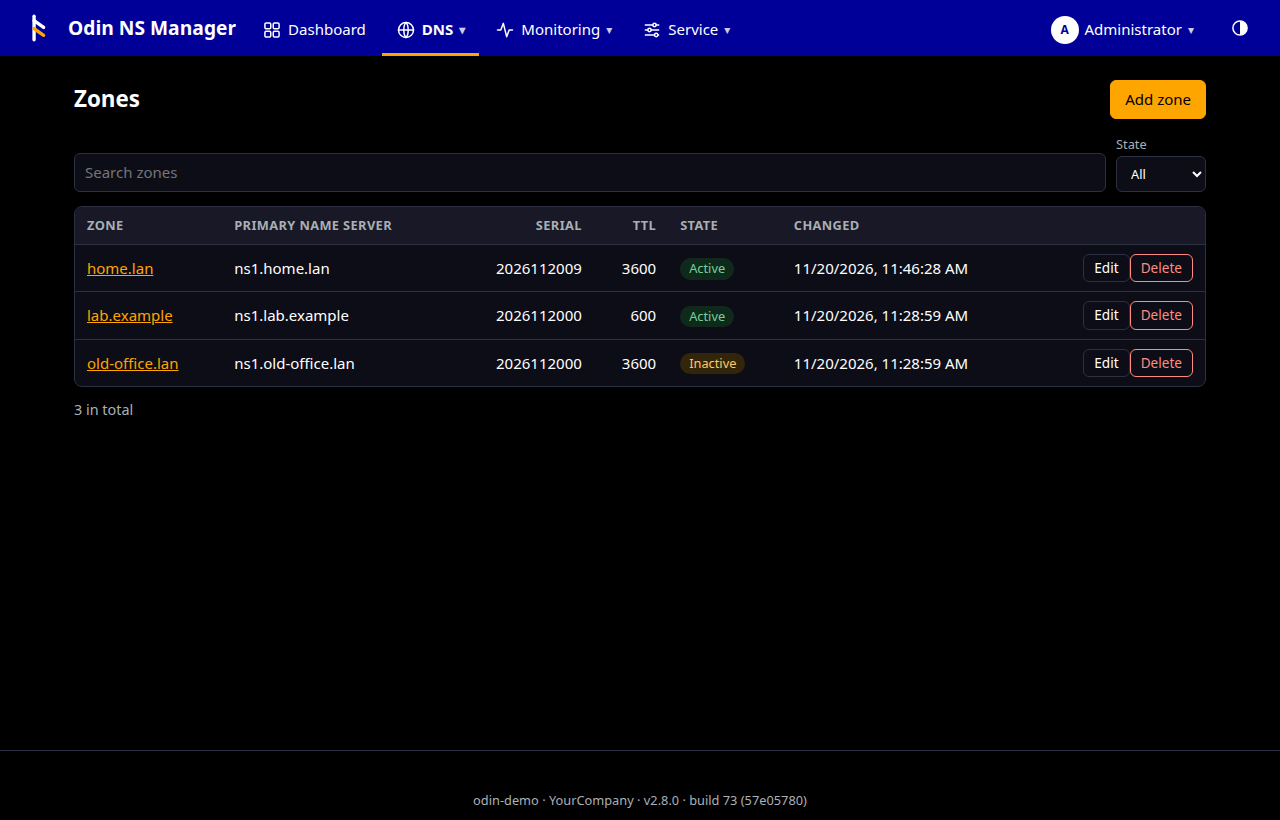 Odin NS Manager Dashboard DNS ▾ Monitoring ▾ Service ▾ A Administrator ▾
Zones Add zone
State
Search zones All
ZONE PRIMARY NAME SERVER SERIAL TTL STATE CHANGED
home.lan ns1.home.lan 2026112009 3600 Active 11/20/2026, 11:46:28 AM Edit Delete
lab.example ns1.lab.example 2026112000 600 Active 11/20/2026, 11:28:59 AM Edit Delete
old-office.lan ns1.old-office.lan 2026112000 3600 Inactive 11/20/2026, 11:28:59 AM Edit Delete
3 in total
odin-demo · YourCompany · v2.8.0 · build 73 (57e05780)